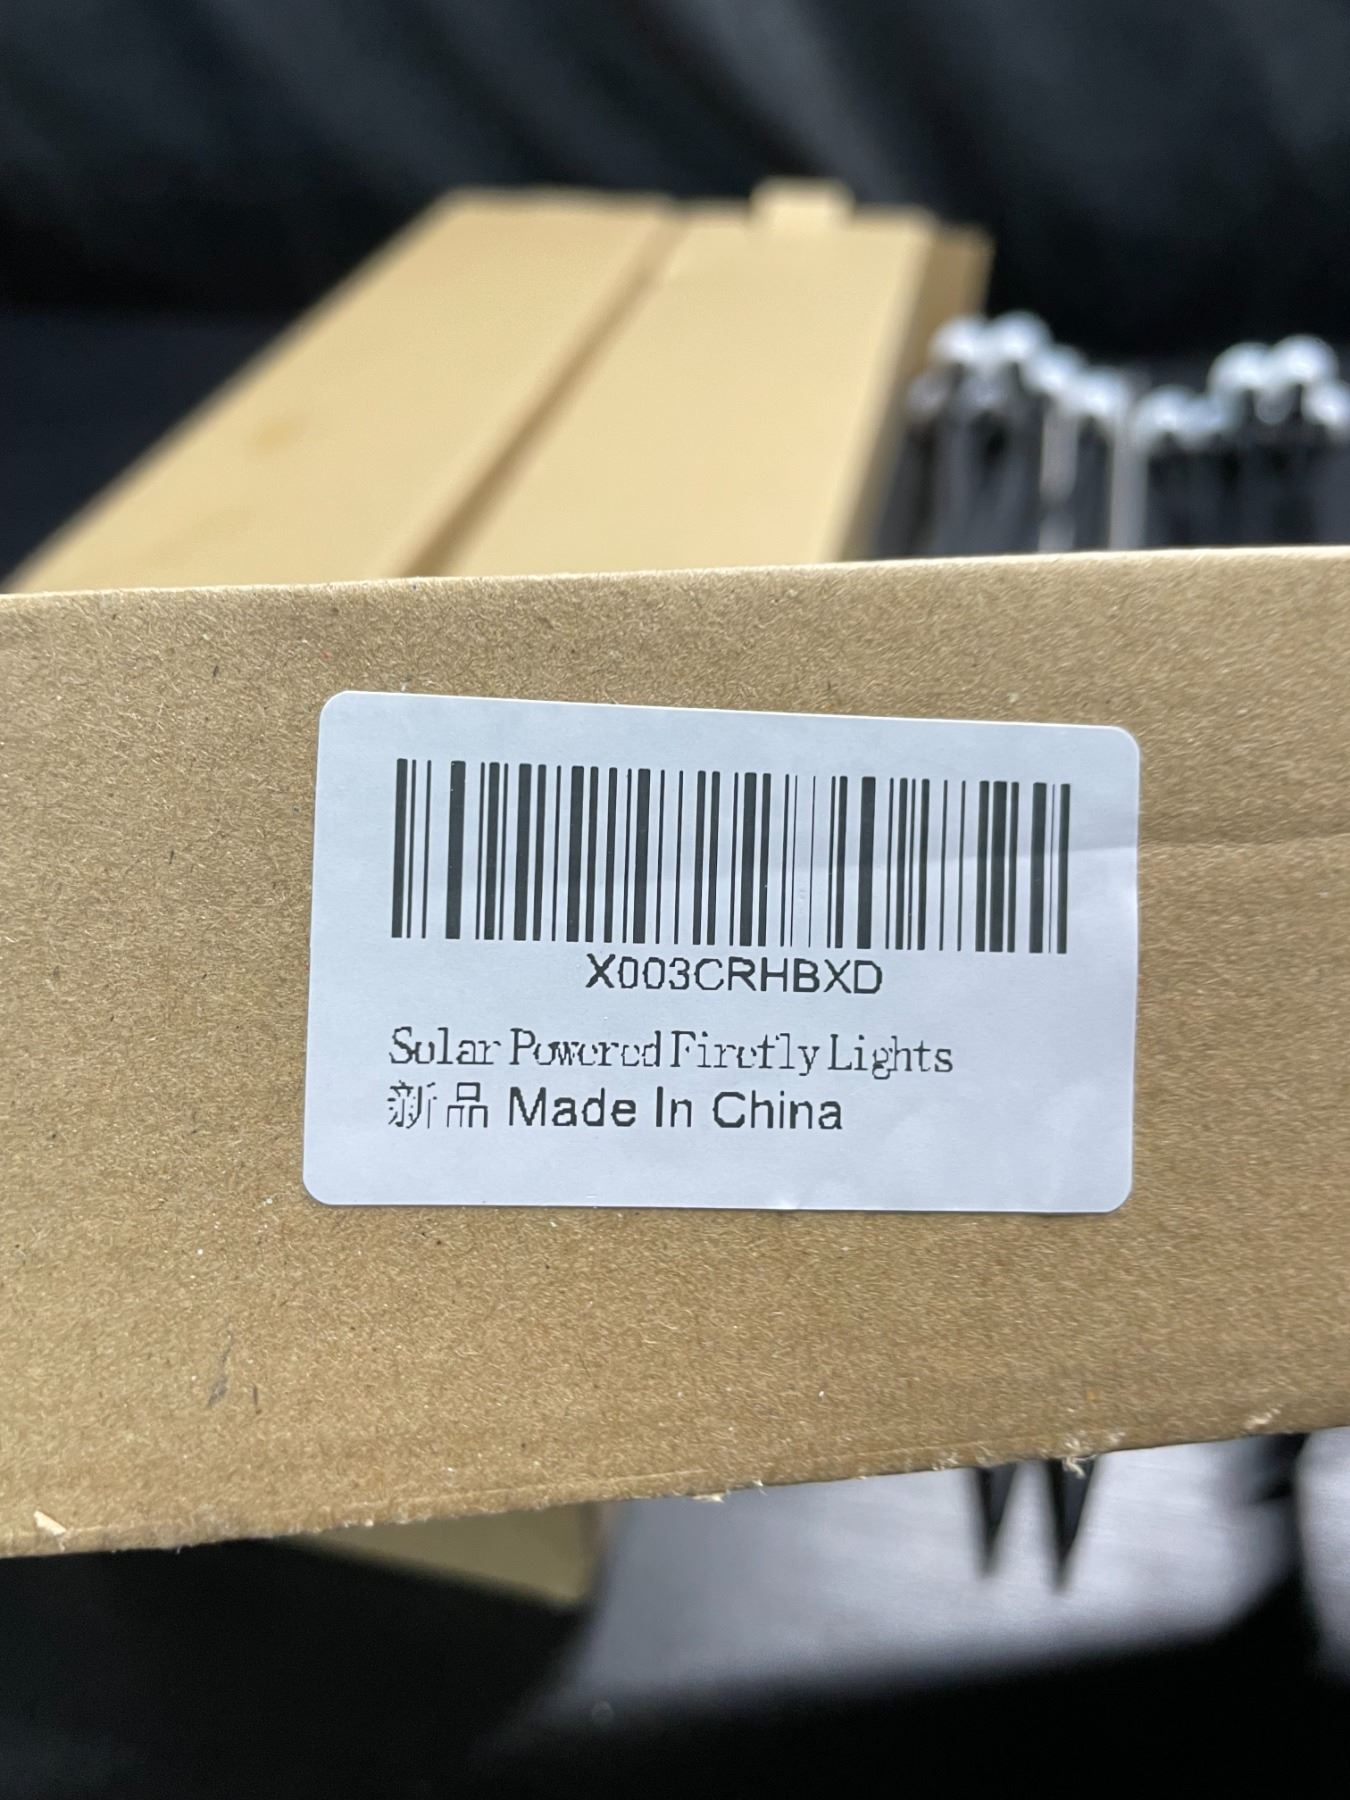 X003CRHBXD
Solar Powered Firefly Lights
新品 Made In China